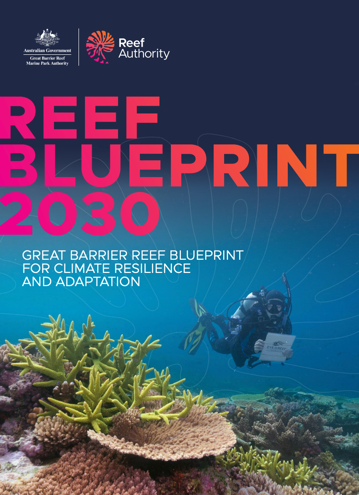 Australian Government
Great Barrier Reef
Marine Park Authority
Reef
Authority
REEF
BLUEPRINT
2030
GREAT BARRIER REEF BLUEPRINT
FOR CLIMATE RESILIENCE
AND ADAPTATION